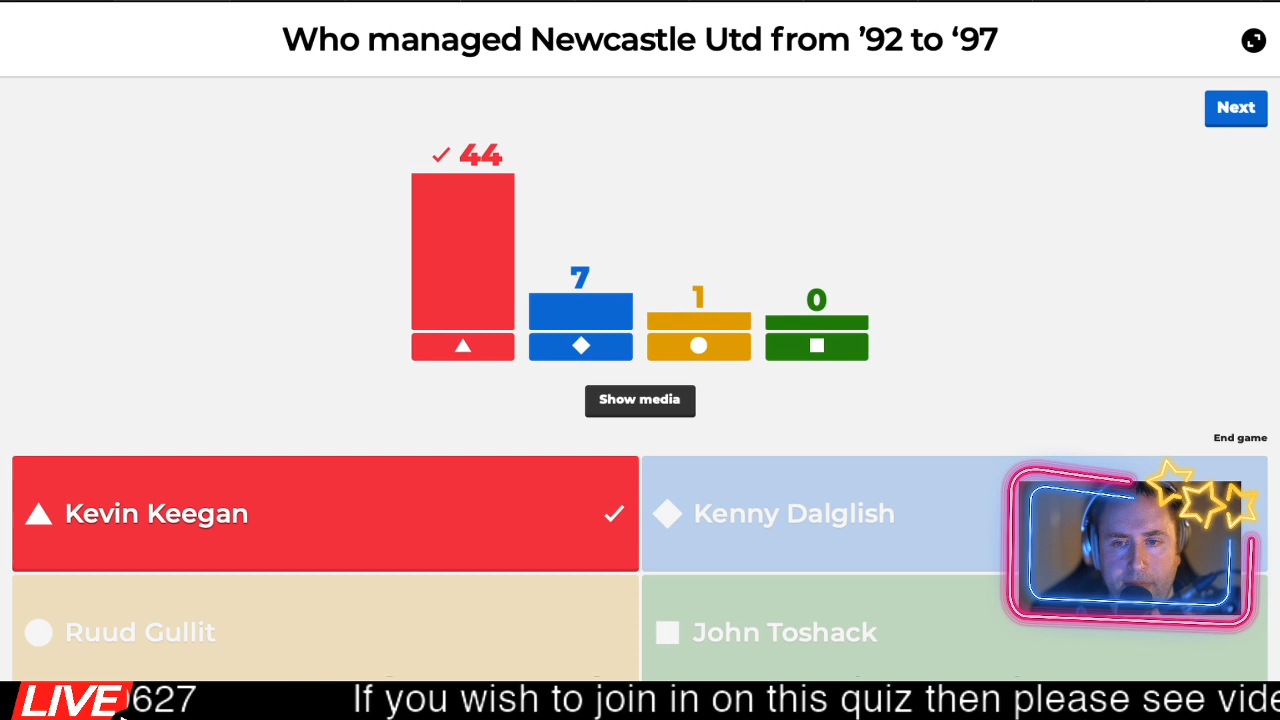 Who managed Newcastle Utd from ’92 to ‘97
Next
44
7
1
0
Show media
End game
Kevin Keegan
Kenny Dalglish
Ruud Gullit
John Toshack
LIVE
0627 If you wish to join in on this quiz then please see vide